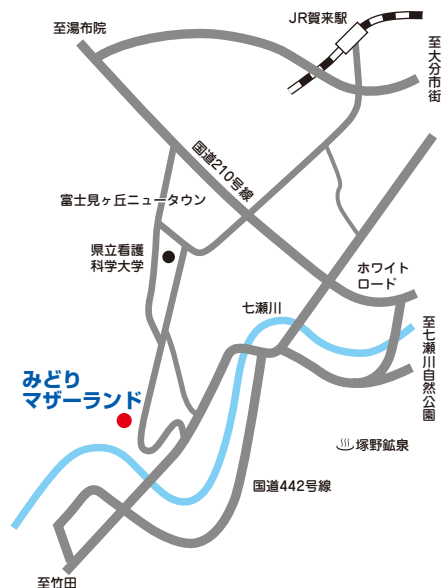 JR賀来駅
至湯布院
至大分市街
国道210号線
富士見ヶ丘ニュータウン
県立看護
科学大学
ホワイト
ロード
七瀬川
至七瀬川自然公園
みどり
マザーランド
塚野鉱泉
国道442号線
至竹田